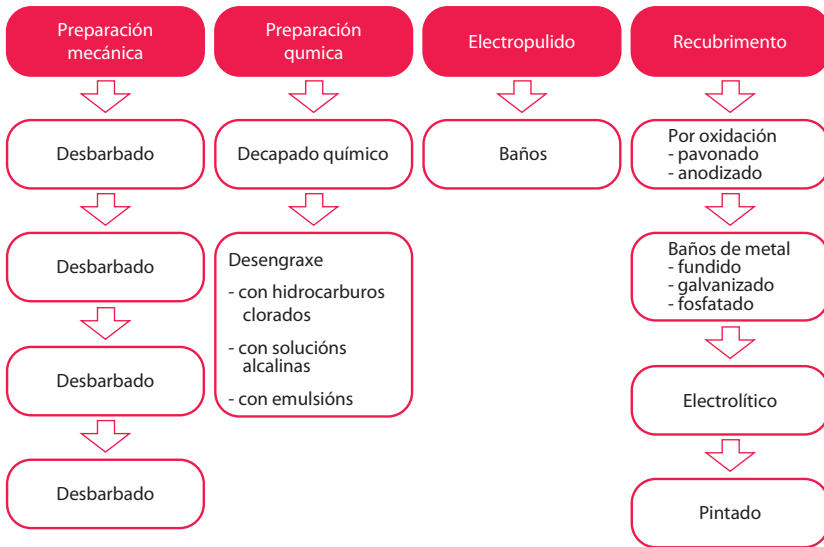 Preparación
mecánica
Desbarbado
Desbarbado
Desbarbado
Desbarbado
Preparación
qumica
Decapado químico
Desengraxe
- con hidrocarburos
clorados
- con solucións
alcalinas
- con emulsións
Electropulido
Baños
Recubrimento
Por oxidación
- pavonado
- anodizado
Baños de metal
- fundido
- galvanizado
- fosfatado
Electrolítico
Pintado